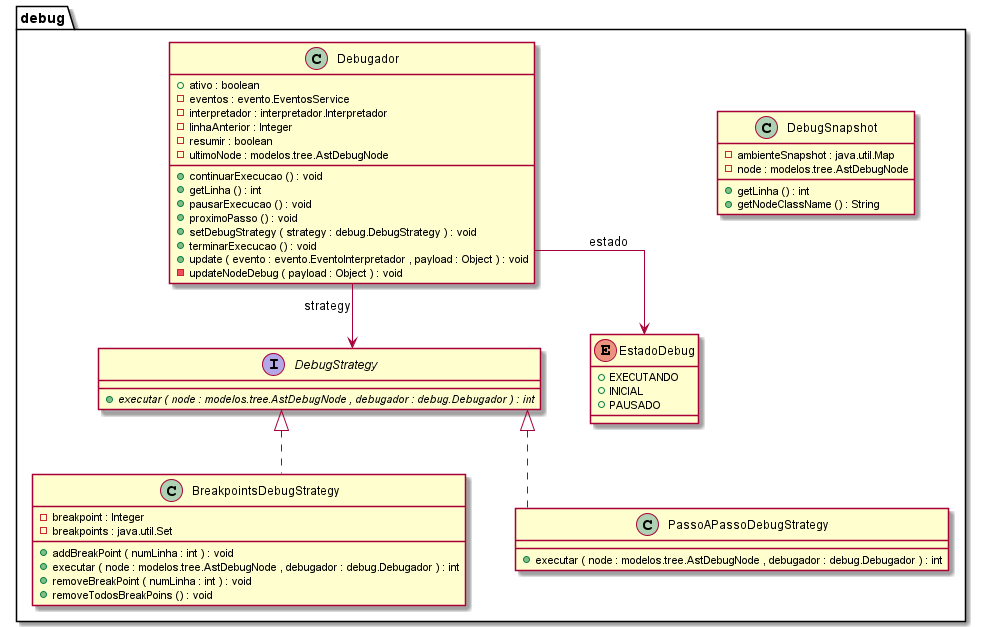 debug
C Debugador
ativo : boolean
eventos : evento.EventosService
interpretador : interpretador.Interpretador
linhaAnterior : Integer
resumir : boolean
ultimoNode : modelos.tree.AstDebugNode
continuarExecucao () : void
getLinha () : int
pausarExecucao () : void
proximoPasso () : void
setDebugStrategy ( strategy : debug.DebugStrategy ) : void
terminarExecucao () : void
update ( evento : evento.EventoInterpretador , payload : Object ) : void
updateNodeDebug ( payload : Object ) : void
C DebugSnapshot
ambienteSnapshot : java.util.Map
node : modelos.tree.AstDebugNode
getLinha () : int
getNodeClassName () : String
estado
strategy
I DebugStrategy
executar ( node : modelos.tree.AstDebugNode , debugador : debug.Debugador ) : int
E EstadoDebug
EXECUTANDO
INICIAL
PAUSADO
C BreakpointsDebugStrategy
breakpoint : Integer
breakpoints : java.util.Set
addBreakPoint ( numLinha : int ) : void
executar ( node : modelos.tree.AstDebugNode , debugador : debug.Debugador ) : int
removeBreakPoint ( numLinha : int ) : void
removeTodosBreakPoins () : void
C PassoAPassoDebugStrategy
executar ( node : modelos.tree.AstDebugNode , debugador : debug.Debugador ) : int